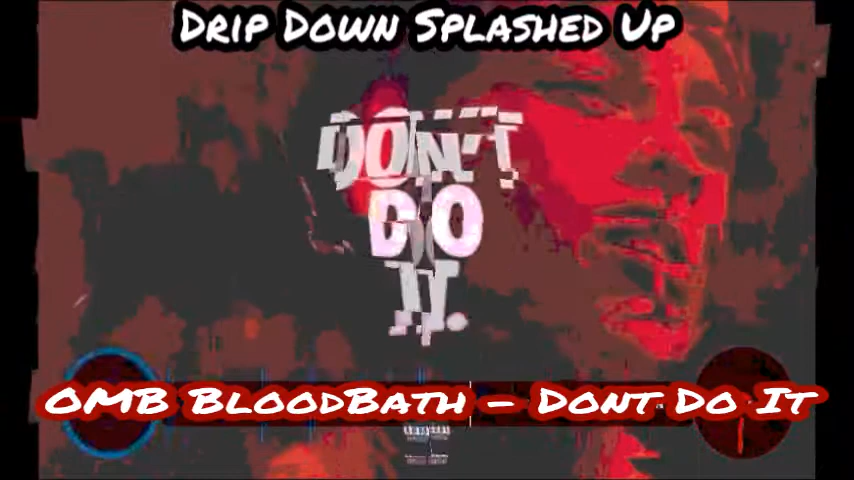 Drip Down Splashed Up
DON'T
DO
IT.
OMB BloodBath - Dont Do It